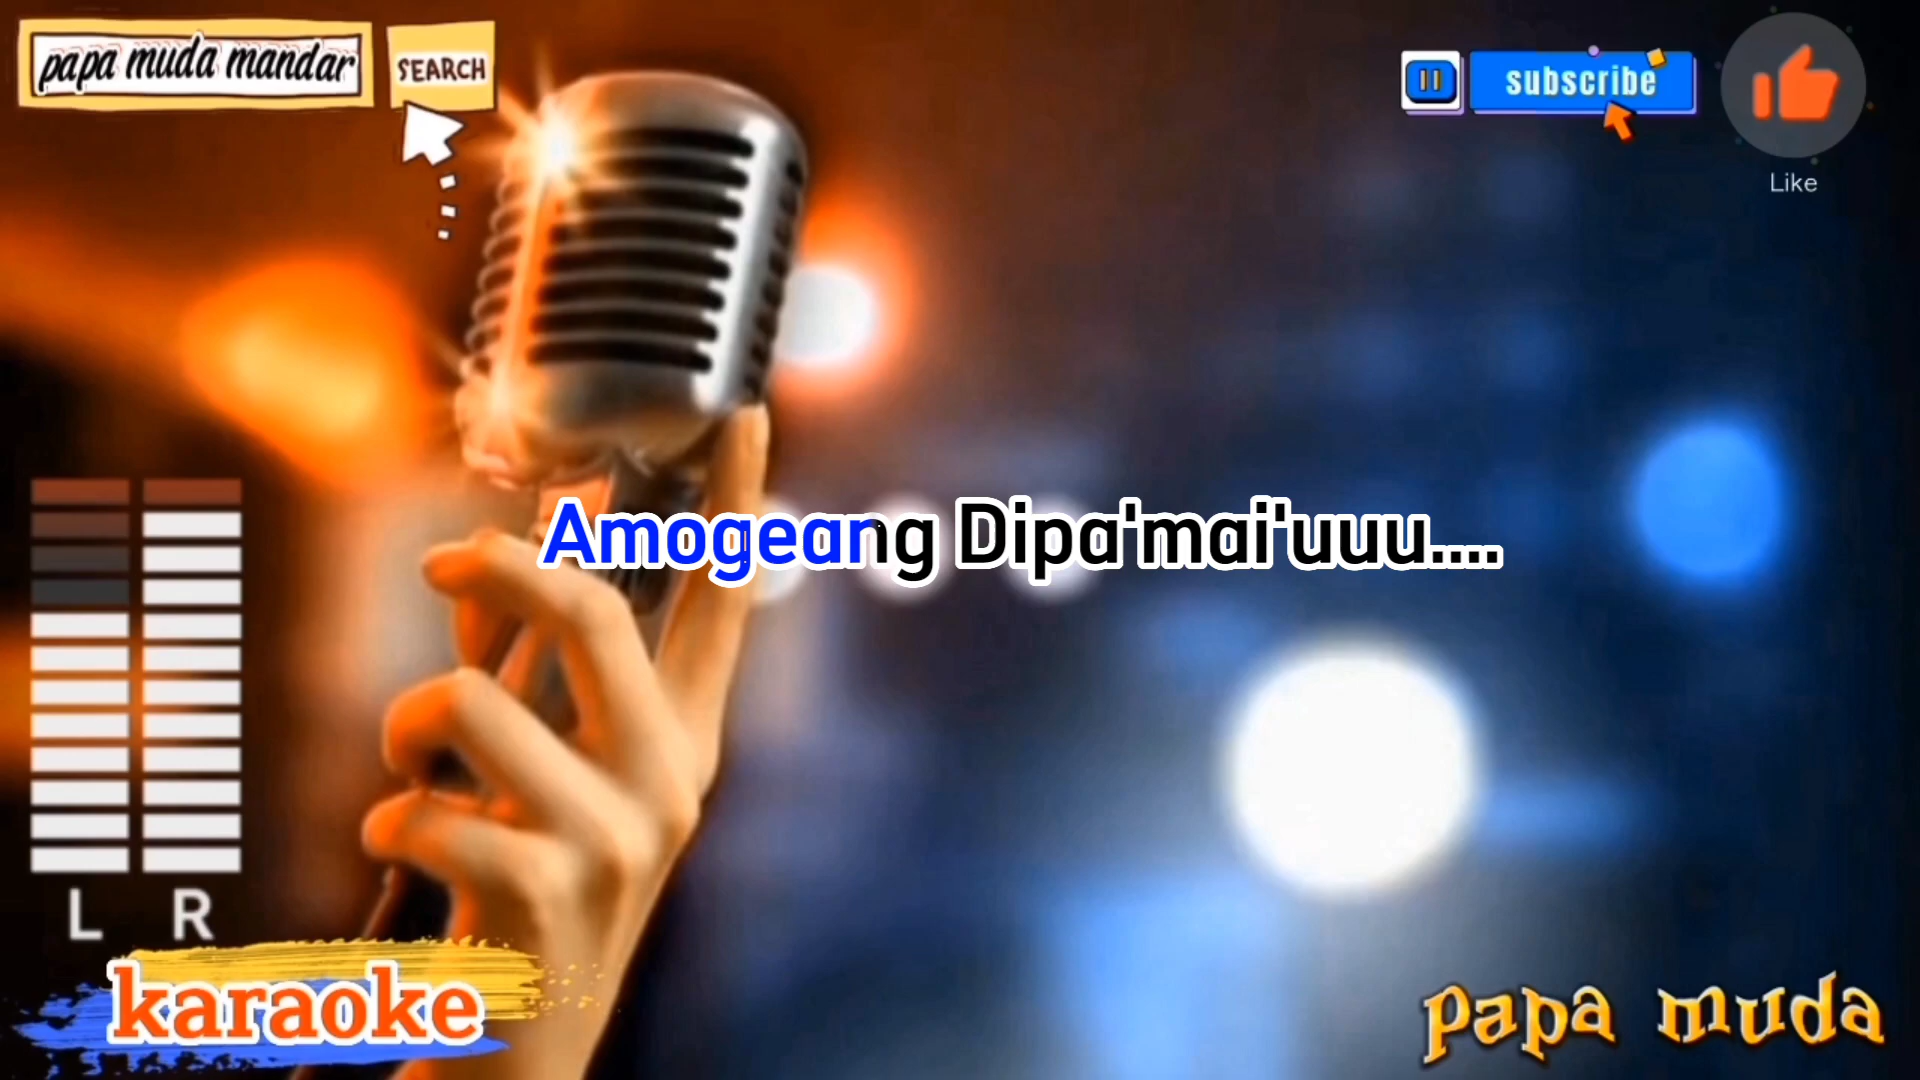 papa muda mandar
SEARCH
subscribe
Like
Amogeang Dipa'mai'uuu....
L R
karaoke
papa muda